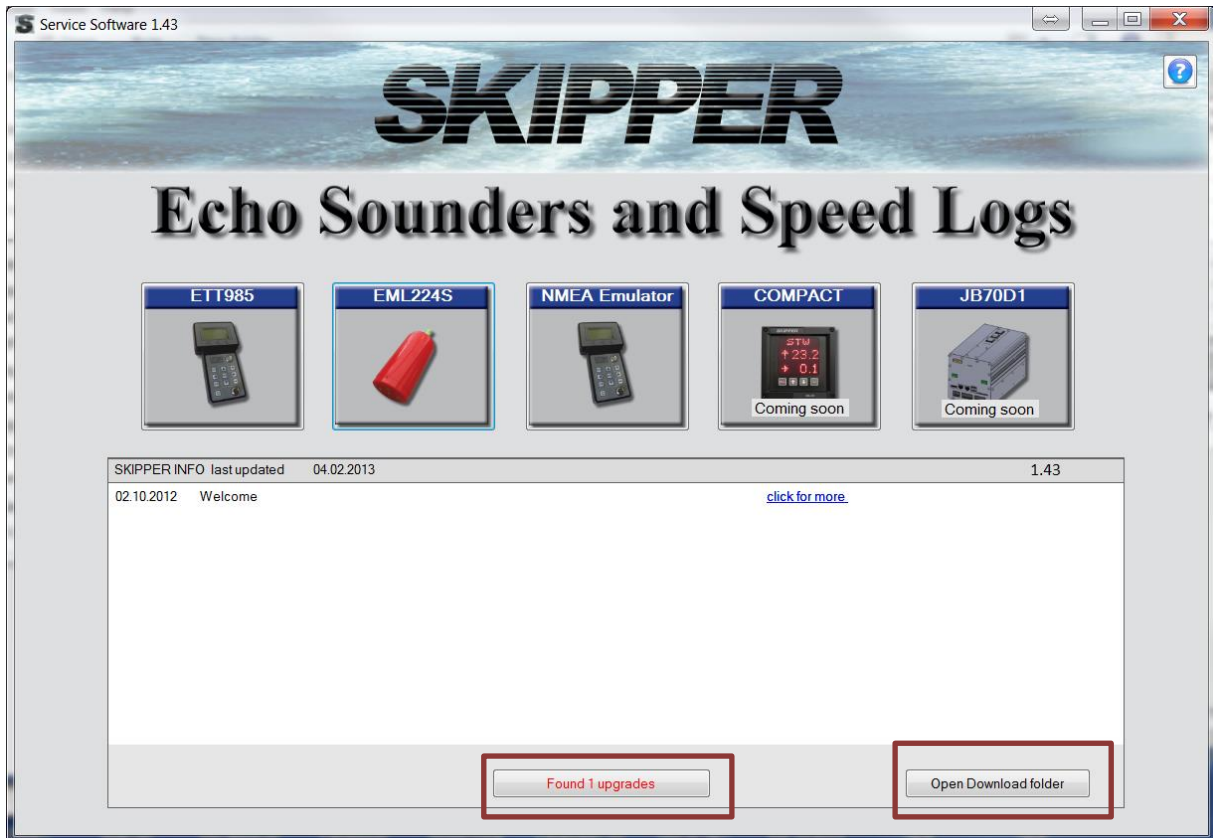 Service Software 1.43
SKIPPER
Echo Sounders and Speed Logs
ETT985
EML224S
NMEA Emulator
COMPACT
JB70D1
SKIPPER
STW
23.2
0.1
Coming soon
Coming soon
SKIPPER INFO last updated 04.02.2013 1.43
02.10.2012 Welcome click for more
Found 1 upgrades
Open Download folder